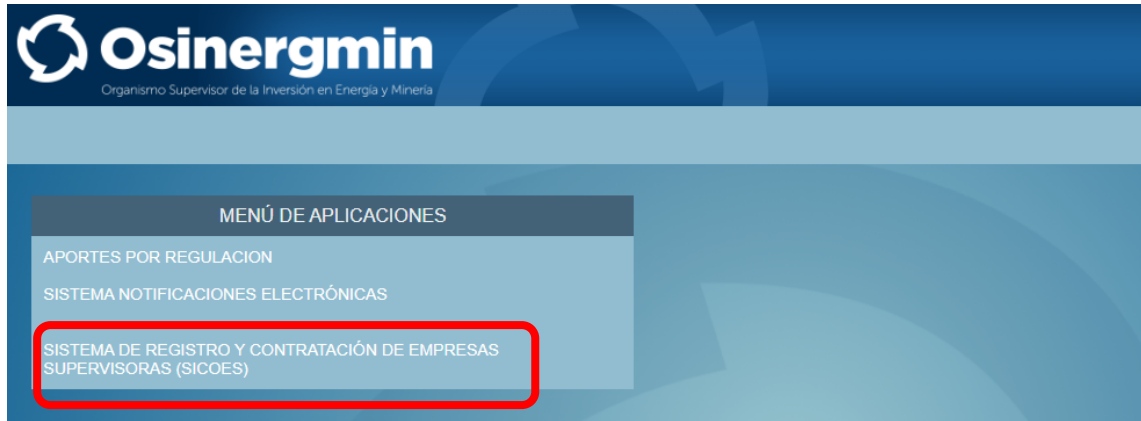 Osinergmin
Organismo Supervisor de la Inversión en Energía y Minería
MENÚ DE APLICACIONES
APORTES POR REGULACION
SISTEMA NOTIFICACIONES ELECTRÓNICAS
SISTEMA DE REGISTRO Y CONTRATACIÓN DE EMPRESAS
SUPERVISORAS (SICOES)